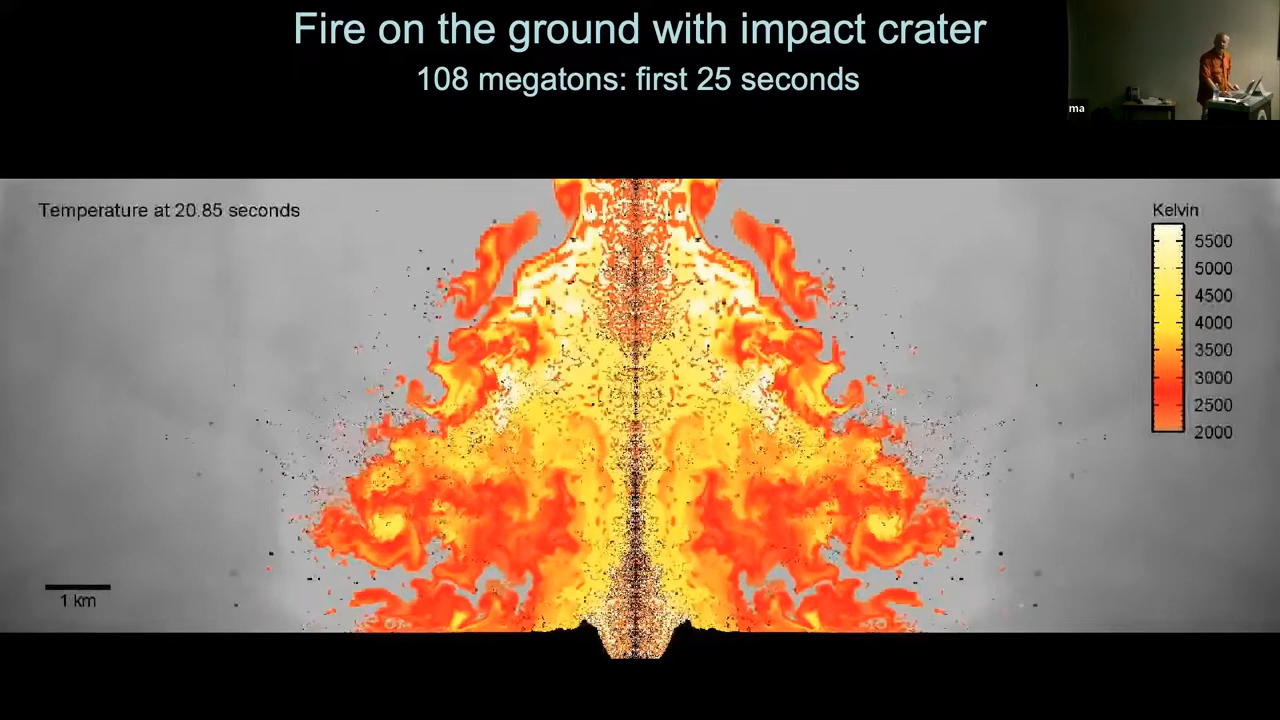 Fire on the ground with impact crater
108 megatons: first 25 seconds
ma
Temperature at 20.85 seconds
Kelvin
5500
5000
4500
4000
3500
3000
2500
2000
1 km